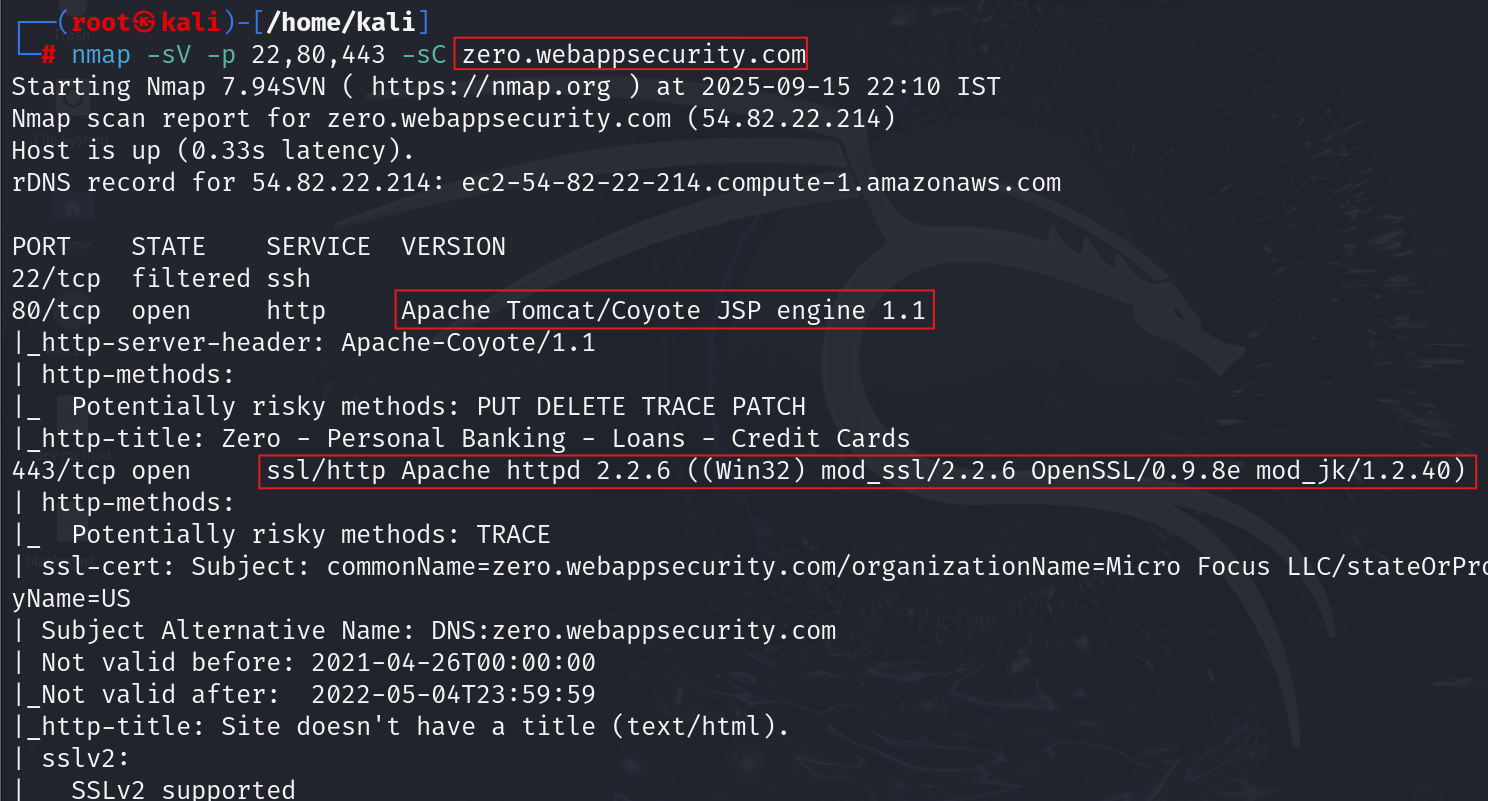 ┌──(root㉿kali)-[/home/kali]
└─# nmap -sV -p 22,80,443 -sC zero.webappsecurity.com
Starting Nmap 7.94SVN ( https://nmap.org ) at 2025-09-15 22:10 IST
Nmap scan report for zero.webappsecurity.com (54.82.22.214)
Host is up (0.33s latency).
rDNS record for 54.82.22.214: ec2-54-82-22-214.compute-1.amazonaws.com
PORT    STATE    SERVICE  VERSION
22/tcp  filtered ssh
80/tcp  open     http     Apache Tomcat/Coyote JSP engine 1.1
|_http-server-header: Apache-Coyote/1.1
| http-methods:
|_  Potentially risky methods: PUT DELETE TRACE PATCH
|_http-title: Zero - Personal Banking - Loans - Credit Cards
443/tcp open     ssl/http Apache httpd 2.2.6 ((Win32) mod_ssl/2.2.6 OpenSSL/0.9.8e mod_jk/1.2.40)
| http-methods:
|_  Potentially risky methods: TRACE
| ssl-cert: Subject: commonName=zero.webappsecurity.com/organizationName=Micro Focus LLC/stateOrPro
yName=US
| Subject Alternative Name: DNS:zero.webappsecurity.com
| Not valid before: 2021-04-26T00:00:00
|_Not valid after:  2022-05-04T23:59:59
|_http-title: Site doesn't have a title (text/html).
| sslv2:
|   SSLv2 supported